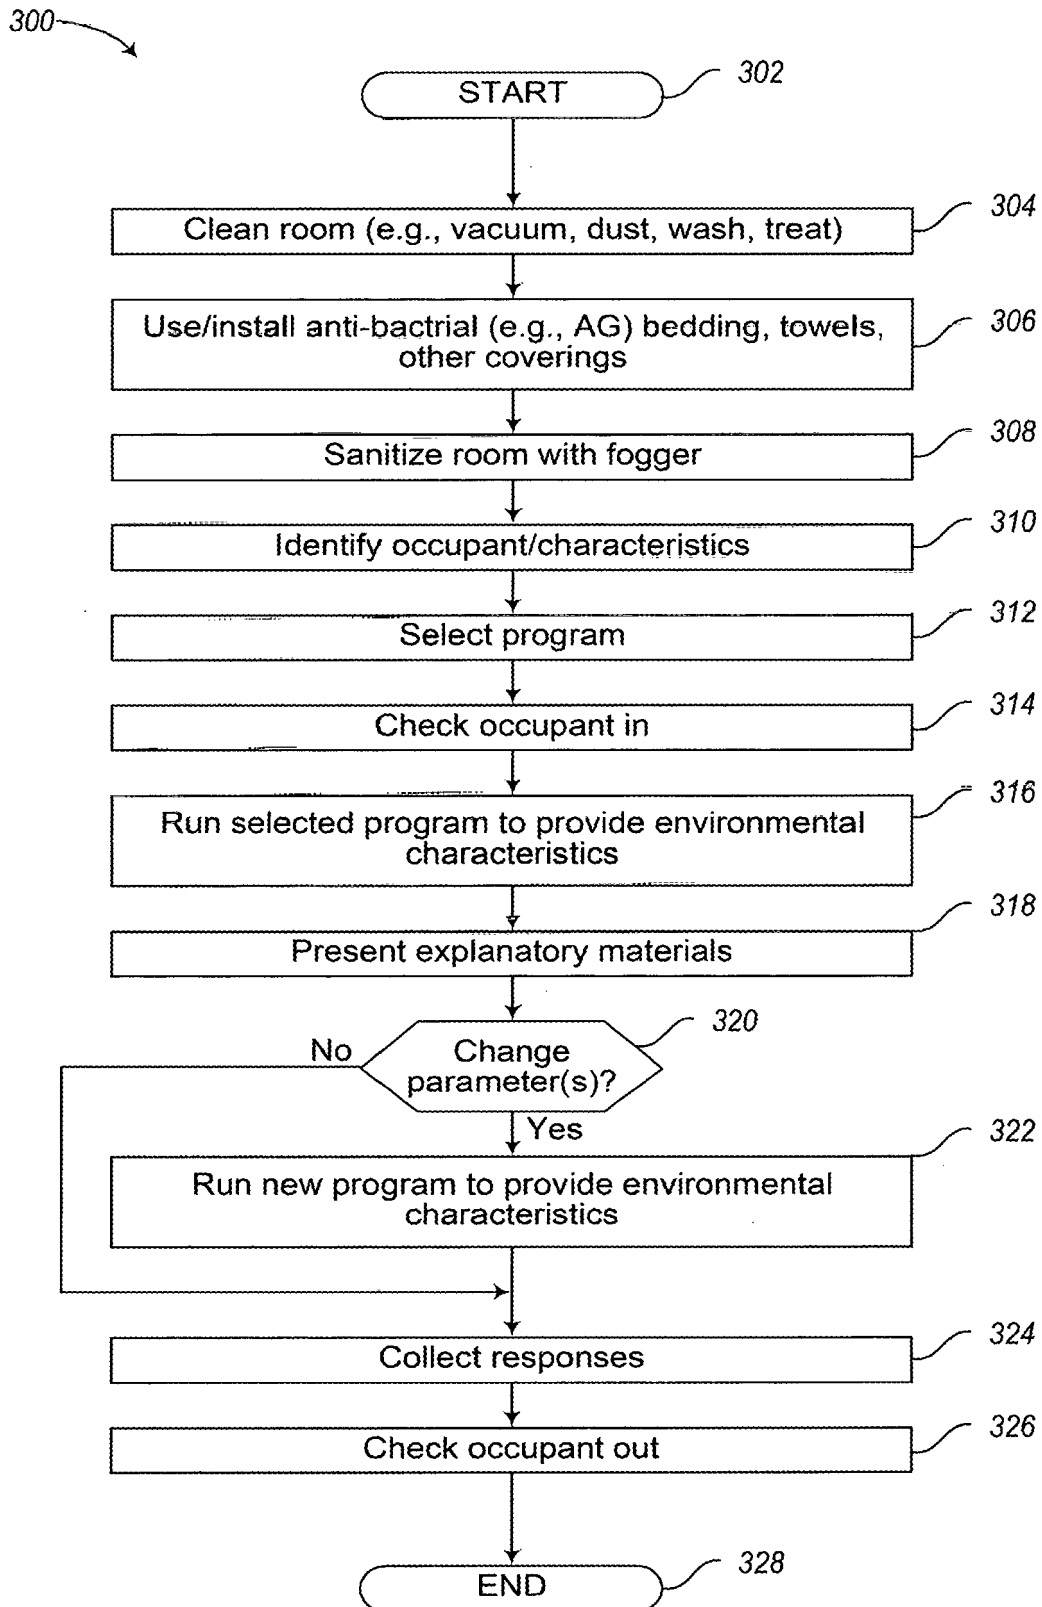 300
START
302
Clean room (e.g., vacuum, dust, wash, treat)
304
Use/install anti-bactrial (e.g., AG) bedding, towels,
other coverings
306
Sanitize room with fogger
308
Identify occupant/characteristics
310
Select program
312
Check occupant in
314
Run selected program to provide environmental
characteristics
316
Present explanatory materials
318
Change
parameter(s)?
320
No
Yes
Run new program to provide environmental
characteristics
322
Collect responses
324
Check occupant out
326
END
328